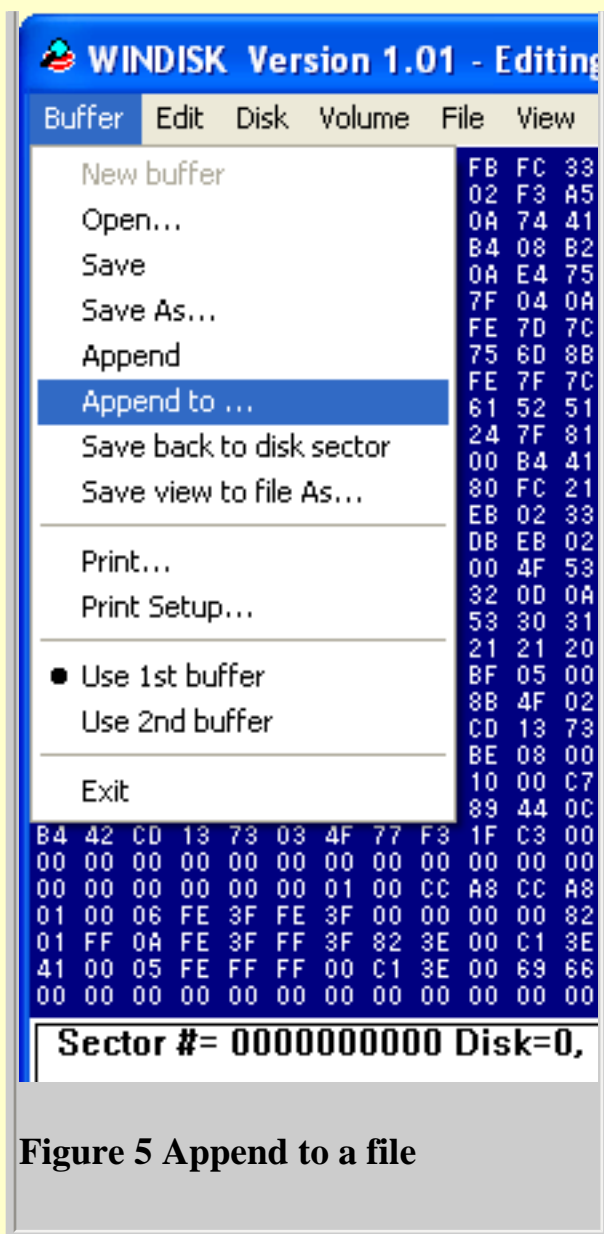 WINDISK Version 1.01 - Editing
Buffer Edit Disk Volume File View
New buffer
Open...
Save
Save As...
Append
Append to ...
Save back to disk sector
Save view to file As...
Print...
Print Setup...
Use 1st buffer
Use 2nd buffer
Exit
FB FC 33
02 F3 A5
0A 74 41
B4 08 B2
0A E4 75
7F 04 0A
FE 7D 7C
75 6D 8B
FE 7F 7C
61 52 51
24 7F 81
00 B4 41
80 FC 21
EB 02 33
DB EB 02
00 4F 53
32 0D 0A
53 30 31
21 21 20
BF 05 00
8B 4F 02
CD 13 73
BE 08 00
10 00 C7
89 44 0C
B4 42 CD 13 73 03 4F 77 F3 1F C3 00
00 00 00 00 00 00 00 00 00 00 00 00
00 00 00 00 00 00 01 00 CC A8 CC A8
01 00 06 FE 3F FE 3F 00 00 00 00 82
01 FF 0A FE 3F FF 3F 82 3E 00 C1 3E
41 00 05 FE FF FF 00 C1 3E 00 69 66
00 00 00 00 00 00 00 00 00 00 00 00
Sector #= 0000000000 Disk=0,
Figure 5 Append to a file